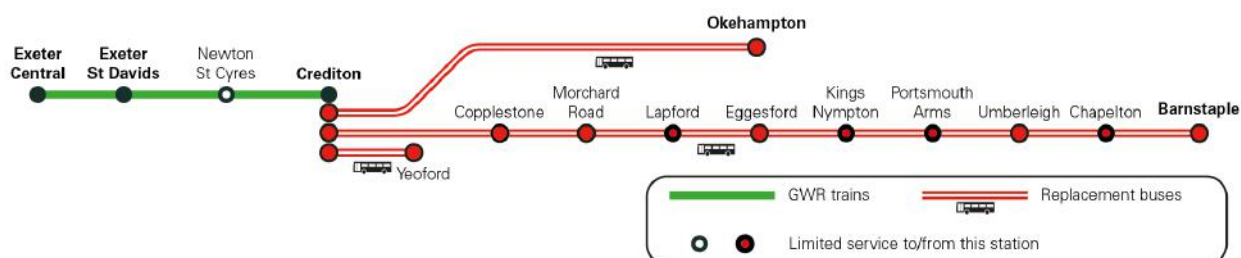 Okehampton
Exeter
Central
Exeter
St Davids
Newton
St Cyres
Crediton
Copplestone
Morchard
Road
Lapford
Eggesford
Kings
Nympton
Portsmouth
Arms
Umberleigh
Chapelton
Barnstaple
Yeoford
GWR trains
Replacement buses
Limited service to/from this station